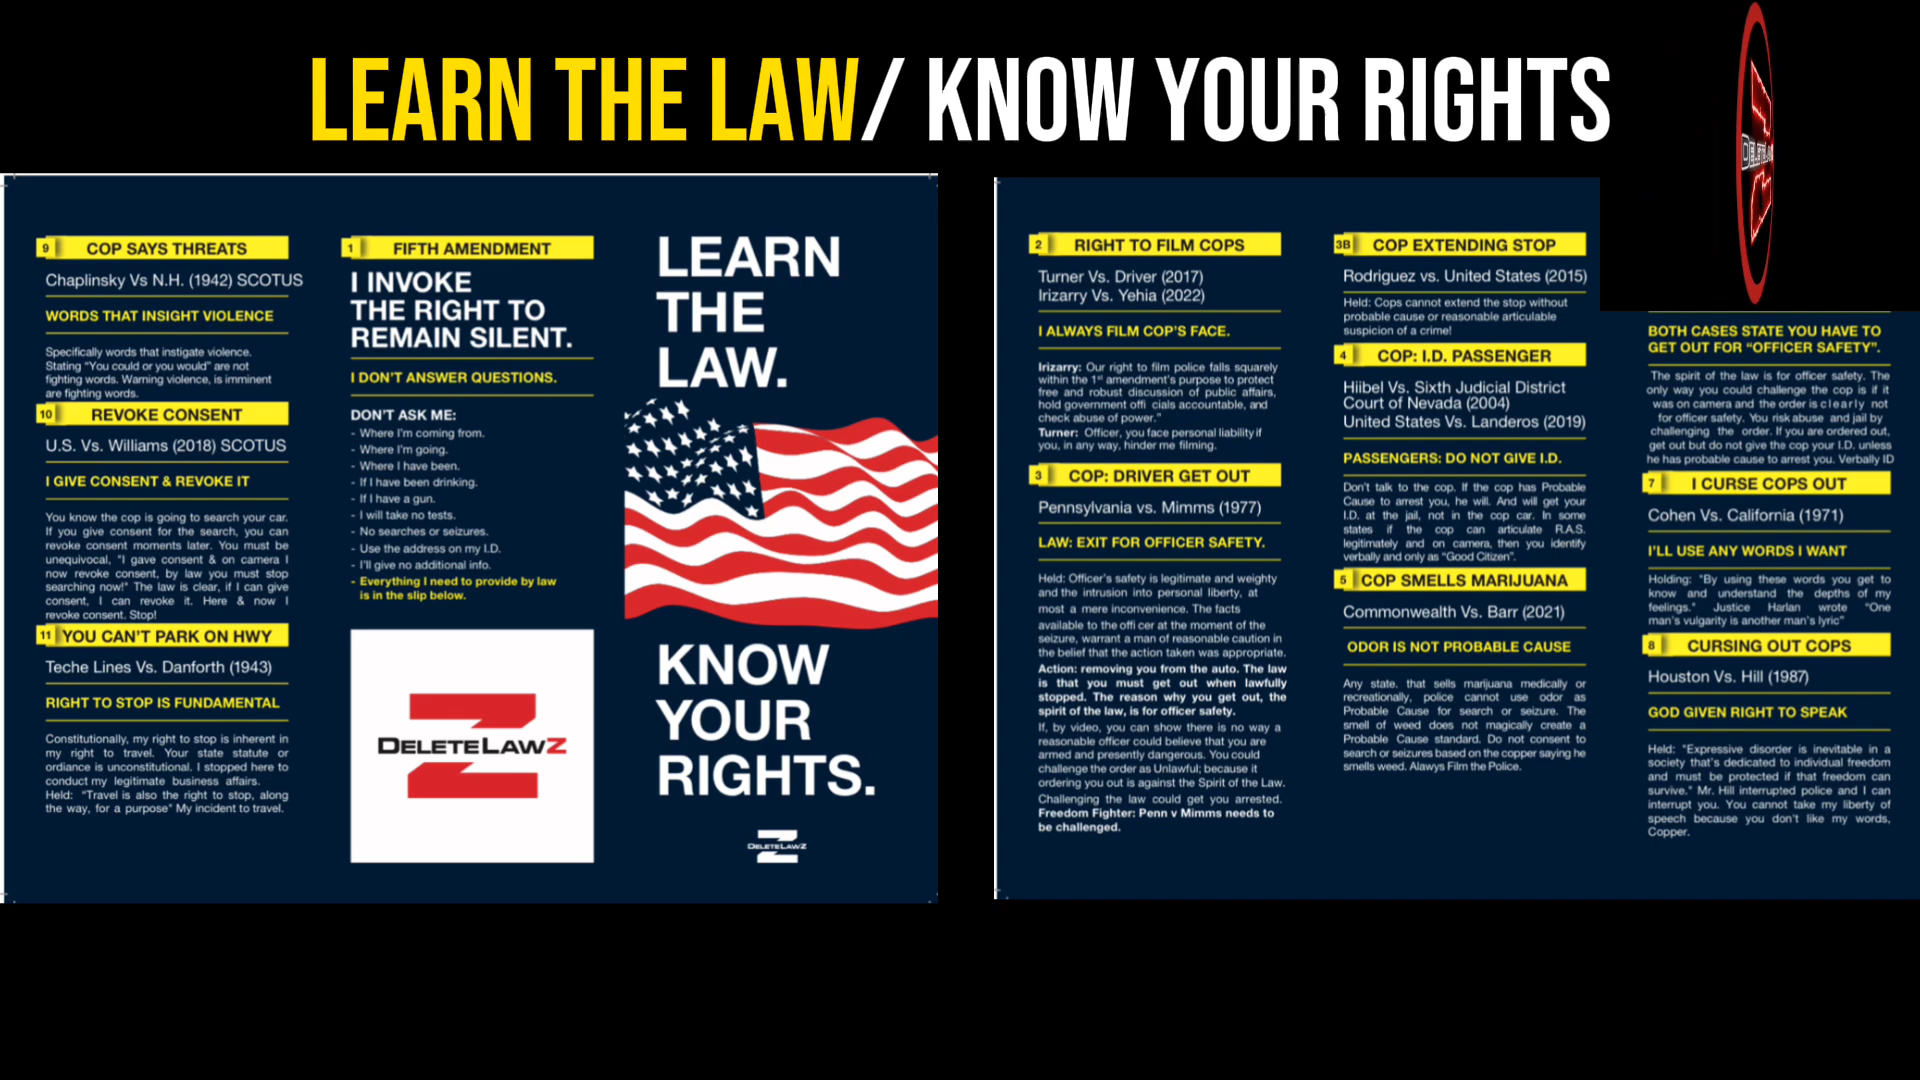 LEARN THE LAW/ KNOW YOUR RIGHTS
9 COP SAYS THREATS
Chaplinsky Vs N.H. (1942) SCOTUS
WORDS THAT INSIGHT VIOLENCE
Specifically words that instigate violence.
Stating "You could or you would" are not
fighting words. Warning violence, is imminent
are fighting words.
10 REVOKE CONSENT
U.S. Vs. Williams (2018) SCOTUS
I GIVE CONSENT & REVOKE IT
You know the cop is going to search your car.
If you give consent for the search, you can
revoke consent moments later. You must be
unequivocal, "I gave consent & on camera I
now revoke consent, by law you must stop
searching now!" The law is clear, if I can give
consent, I can revoke it. Here & now I
revoke consent. Stop!
11 YOU CAN'T PARK ON HWY
Teche Lines Vs. Danforth (1943)
RIGHT TO STOP IS FUNDAMENTAL
Constitutionally, my right to stop is inherent in
my right to travel. Your state statute or
ordiance is unconstitutional. I stopped here to
conduct my legitimate business affairs.
Held: "Travel is also the right to stop, along
the way, for a purpose" My incident to travel.
1 FIFTH AMENDMENT
I INVOKE
THE RIGHT TO
REMAIN SILENT.
I DON'T ANSWER QUESTIONS.
DON'T ASK ME:
- Where I'm coming from.
- Where I'm going.
- Where I have been.
- If I have been drinking.
- If I have a gun.
- I will take no tests.
- No searches or seizures.
- Use the address on my I.D.
- I'll give no additional info.
- Everything I need to provide by law
is in the slip below.
DELETELAWZ
LEARN
THE
LAW.
KNOW
YOUR
RIGHTS.
DELETELAWZ
2 RIGHT TO FILM COPS
Turner Vs. Driver (2017)
Irizarry Vs. Yehia (2022)
I ALWAYS FILM COP'S FACE.
Irizarry: Our right to film police falls squarely
within the 1st amendment's purpose to protect
free and robust discussion of public affairs,
hold government offi cials accountable, and
check abuse of power."
Turner: Officer, you face personal liability if
you, in any way, hinder me filming.
3 COP: DRIVER GET OUT
Pennsylvania vs. Mimms (1977)
LAW: EXIT FOR OFFICER SAFETY.
Held: Officer's safety is legitimate and weighty
and the intrusion into personal liberty, at
most a mere inconvenience. The facts
available to the offi cer at the moment of the
seizure, warrant a man of reasonable caution in
the belief that the action taken was appropriate.
Action: removing you from the auto. The law
is that you must get out when lawfully
stopped. The reason why you get out, the
spirit of the law, is for officer safety.
If, by video, you can show there is no way a
reasonable officer could believe that you are
armed and presently dangerous. You could
challenge the order as Unlawful; because it
ordering you out is against the Spirit of the Law.
Challenging the law could get you arrested.
Freedom Fighter: Penn v Mimms needs to
be challenged.
3B COP EXTENDING STOP
Rodriguez vs. United States (2015)
Held: Cops cannot extend the stop without
probable cause or reasonable articulable
suspicion of a crime!
4 COP: I.D. PASSENGER
Hiibel Vs. Sixth Judicial District
Court of Nevada (2004)
United States Vs. Landeros (2019)
PASSENGERS: DO NOT GIVE I.D.
Don't talk to the cop. If the cop has Probable
Cause to arrest you, he will. And will get your
I.D. at the jail, not in the cop car. In some
states if the cop can articulate R.A.S.
legitimately and on camera, then you identify
verbally and only as "Good Citizen".
5 COP SMELLS MARIJUANA
Commonwealth Vs. Barr (2021)
ODOR IS NOT PROBABLE CAUSE
Any state. that sells marijuana medically or
recreationally, police cannot use odor as
Probable Cause for search or seizure. The
smell of weed does not magically create a
Probable Cause standard. Do not consent to
search or seizures based on the copper saying he
smells weed. Alawys Film the Police.
BOTH CASES STATE YOU HAVE TO
GET OUT FOR "OFFICER SAFETY".
The spirit of the law is for officer safety. The
only way you could challenge the cop is if it
was on camera and the order is clearly not
for officer safety. You risk abuse and jail by
challenging the order. If you are ordered out,
get out but do not give the cop your I.D. unless
he has probable cause to arrest you. Verbally ID
7 I CURSE COPS OUT
Cohen Vs. California (1971)
I'LL USE ANY WORDS I WANT
Holding: "By using these words you get to
know and understand the depths of my
feelings." Justice Harlan wrote "One
man's vulgarity is another man's lyric"
8 CURSING OUT COPS
Houston Vs. Hill (1987)
GOD GIVEN RIGHT TO SPEAK
Held: "Expressive disorder is inevitable in a
society that's dedicated to individual freedom
and must be protected if that freedom can
survive." Mr. Hill interrupted police and I can
interrupt you. You cannot take my liberty of
speech because you don't like my words,
Copper.